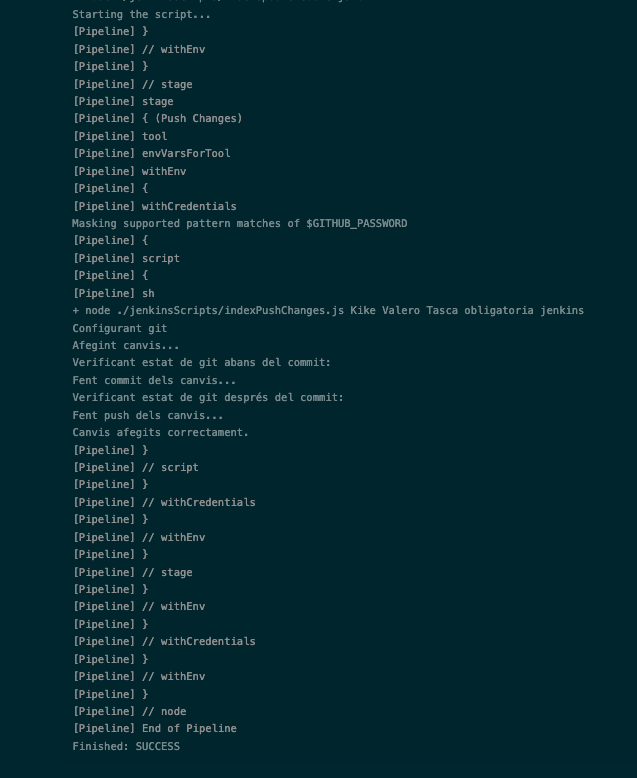 Starting the script...
[Pipeline] }
[Pipeline] // withEnv
[Pipeline] }
[Pipeline] // stage
[Pipeline] stage
[Pipeline] { (Push Changes)
[Pipeline] tool
[Pipeline] envVarsForTool
[Pipeline] withEnv
[Pipeline] {
[Pipeline] withCredentials
Masking supported pattern matches of $GITHUB_PASSWORD
[Pipeline] {
[Pipeline] script
[Pipeline] {
[Pipeline] sh
+ node ./jenkinsScripts/indexPushChanges.js Kike Valero Tasca obligatoria jenkins
Configurant git
Afegint canvis...
Verificant estat de git abans del commit:
Fent commit dels canvis...
Verificant estat de git després del commit:
Fent push dels canvis...
Canvis afegits correctament.
[Pipeline] }
[Pipeline] // script
[Pipeline] }
[Pipeline] // withCredentials
[Pipeline] }
[Pipeline] // withEnv
[Pipeline] }
[Pipeline] // stage
[Pipeline] }
[Pipeline] // withEnv
[Pipeline] }
[Pipeline] // withCredentials
[Pipeline] }
[Pipeline] // withEnv
[Pipeline] }
[Pipeline] // node
[Pipeline] End of Pipeline
Finished: SUCCESS